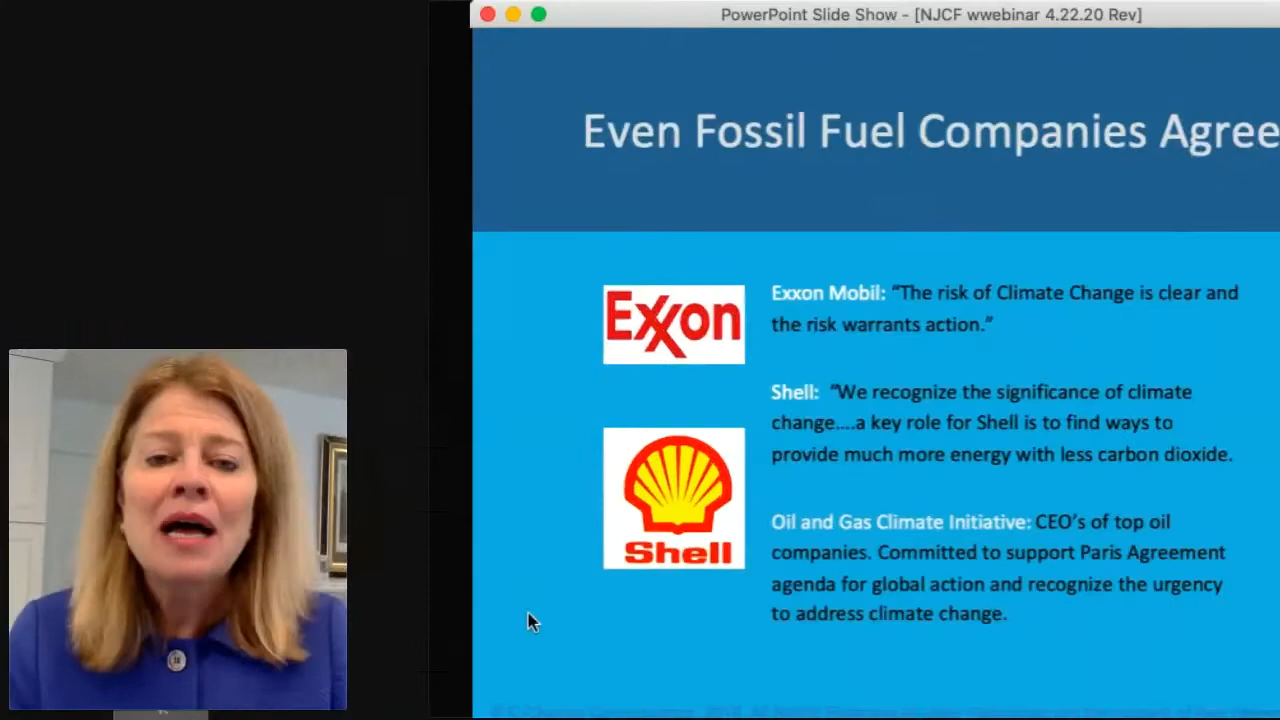 PowerPoint Slide Show - [NJCF wwebinar 4.22.20 Rev]
Even Fossil Fuel Companies Agree
Exxon
Exxon Mobil: “The risk of Climate Change is clear and
the risk warrants action.”
Shell: “We recognize the significance of climate
change....a key role for Shell is to find ways to
provide much more energy with less carbon dioxide.
Shell
Oil and Gas Climate Initiative: CEO’s of top oil
companies. Committed to support Paris Agreement
agenda for global action and recognize the urgency
to address climate change.